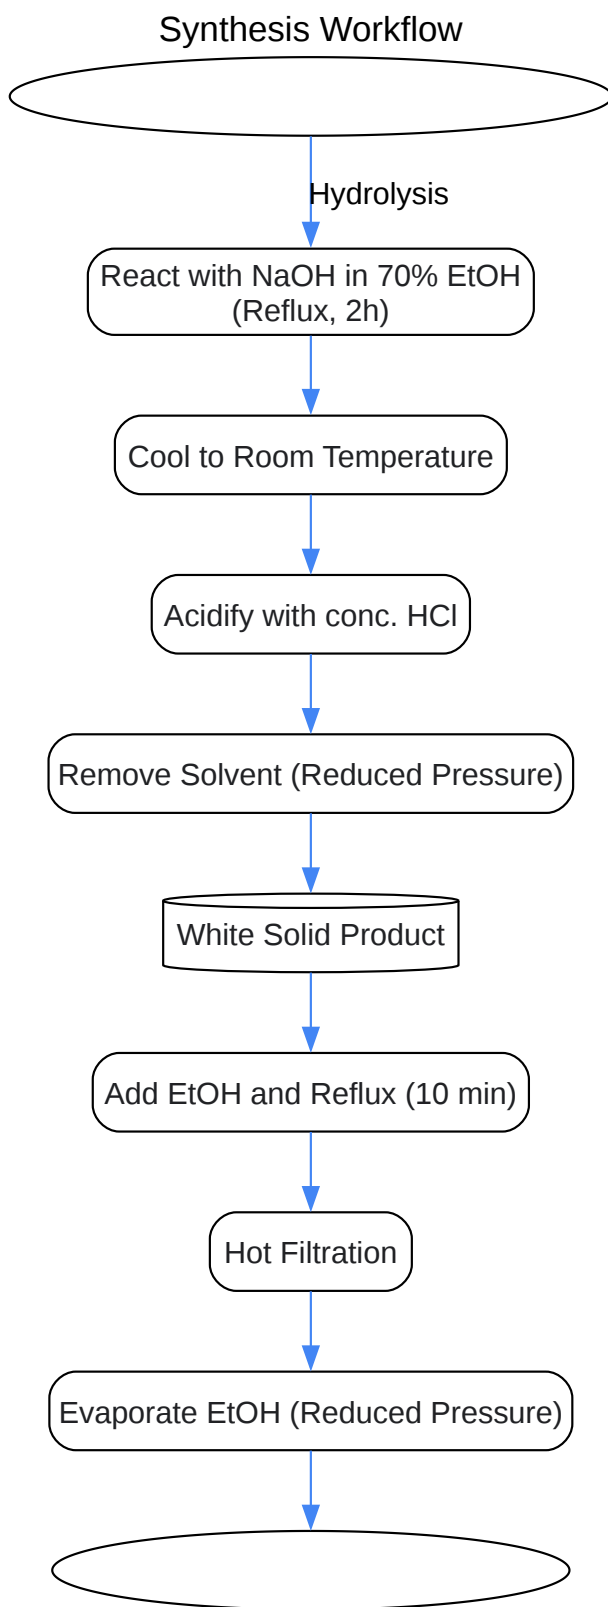 Synthesis Workflow
Hydrolysis
React with NaOH in 70% EtOH
(Reflux, 2h)
Cool to Room Temperature
Acidify with conc. HCl
Remove Solvent (Reduced Pressure)
White Solid Product
Add EtOH and Reflux (10 min)
Hot Filtration
Evaporate EtOH (Reduced Pressure)